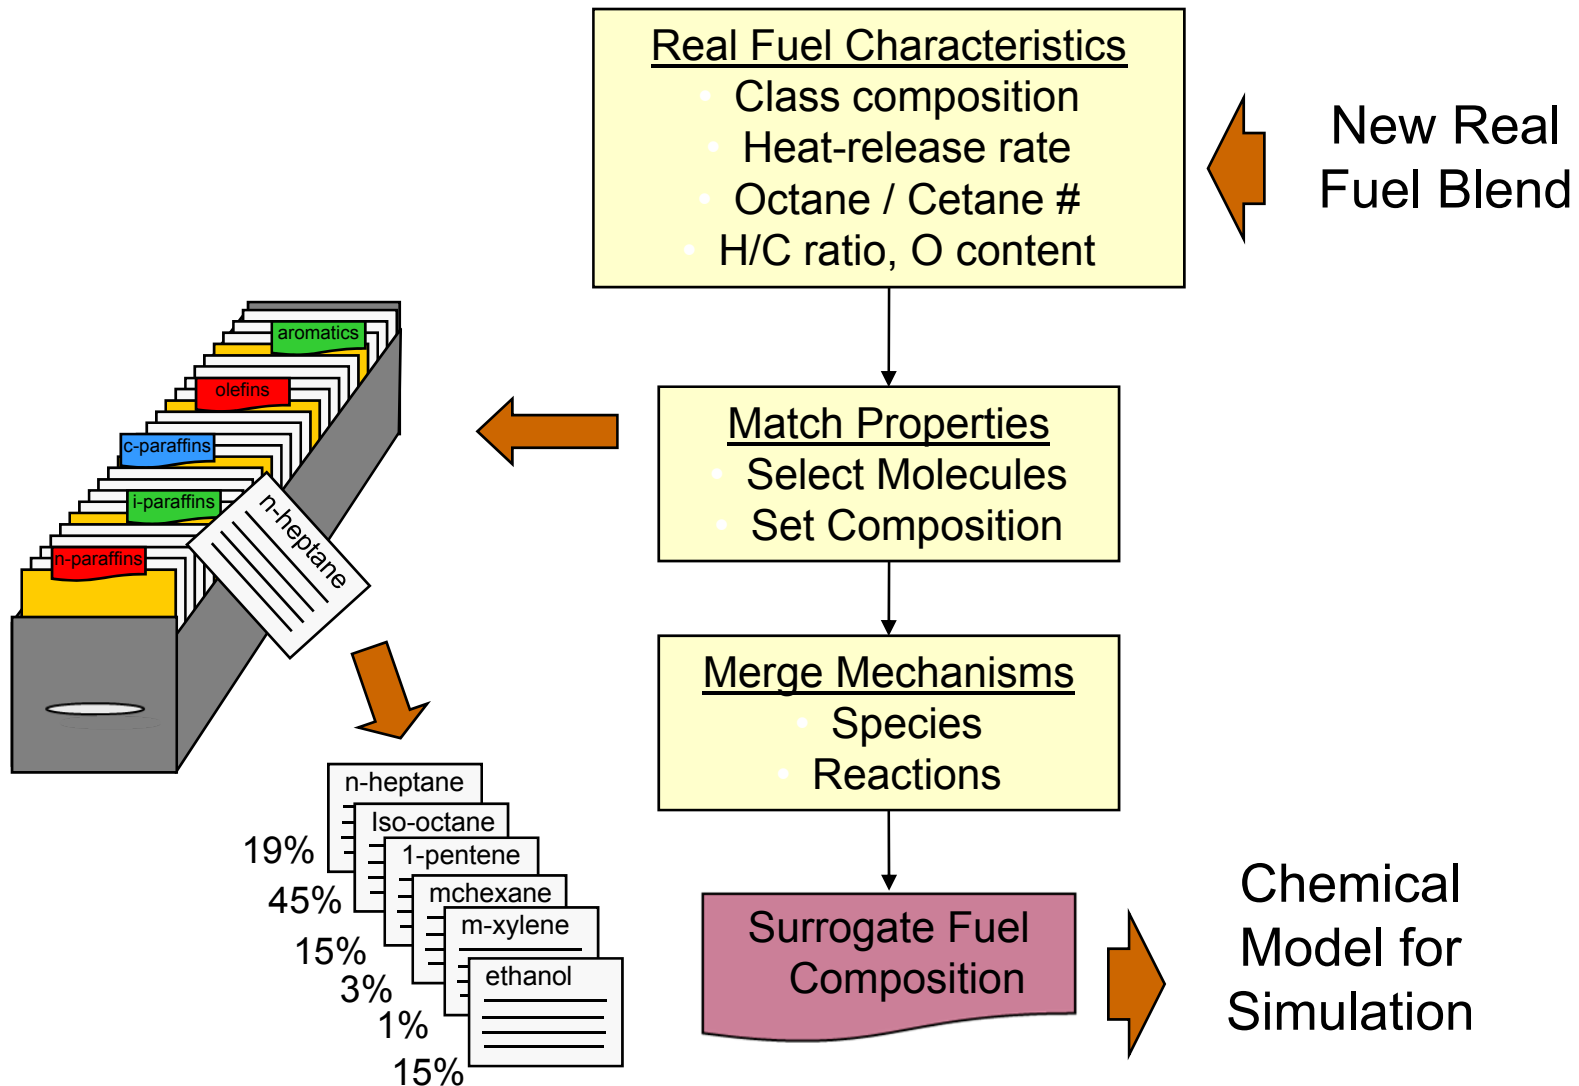 Real Fuel Characteristics
• Class composition
• Heat-release rate
• Octane / Cetane #
• H/C ratio, O content
New Real
Fuel Blend
Match Properties
• Select Molecules
• Set Composition
aromatics
olefins
c-paraffins
i-paraffins
n-paraffins
n-heptane
Merge Mechanisms
• Species
• Reactions
n-heptane
19%
Iso-octane
45%
1-pentene
15%
mchexane
3%
m-xylene
1%
ethanol
15%
Surrogate Fuel
Composition
Chemical
Model for
Simulation